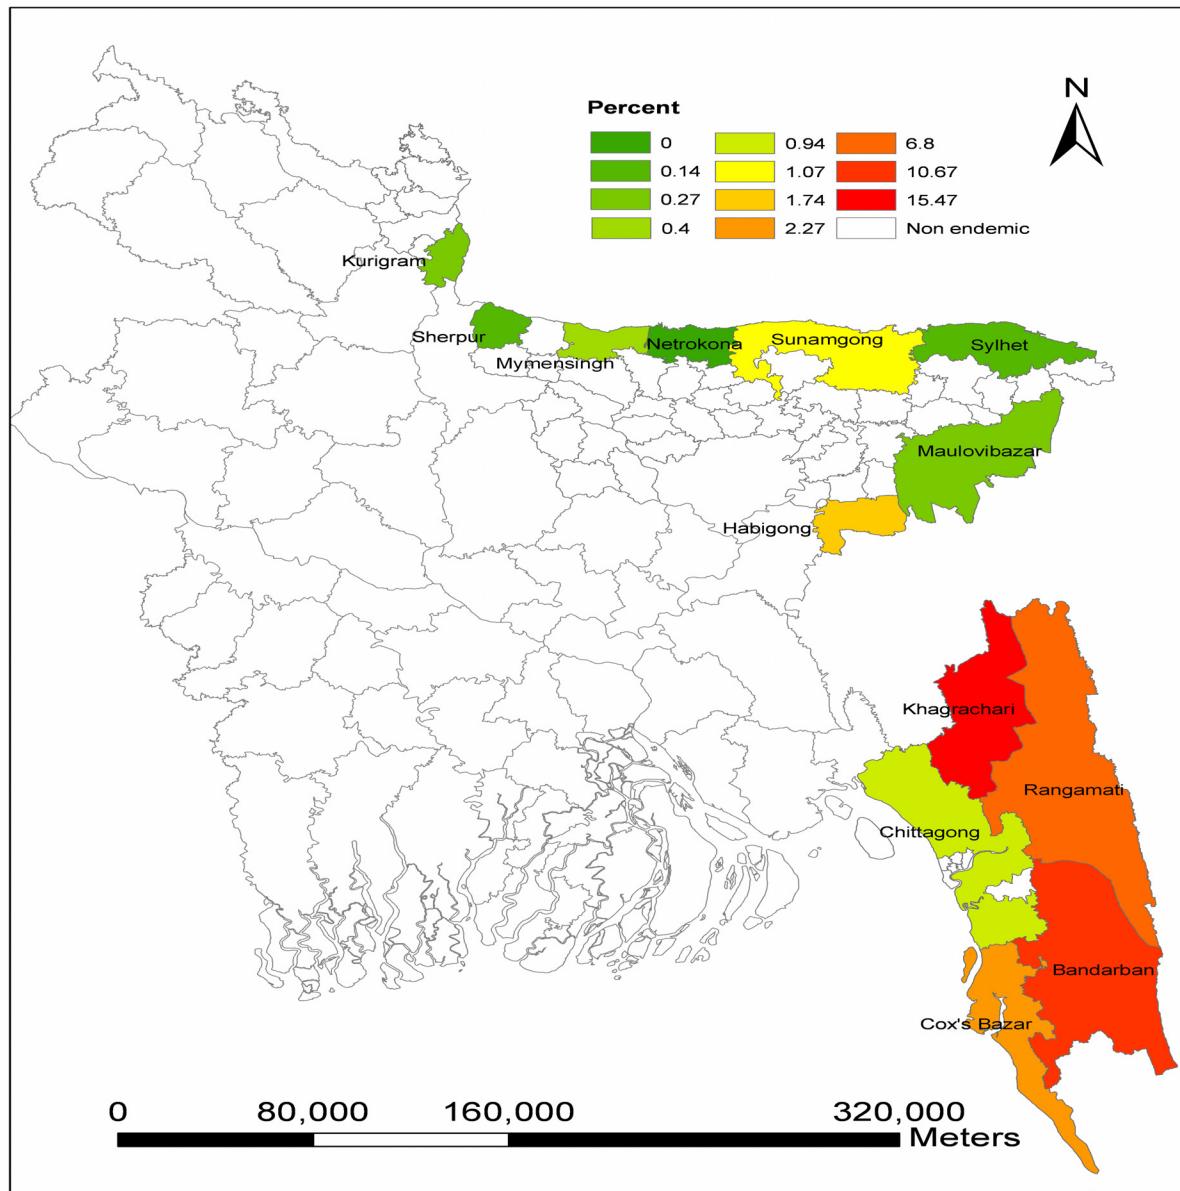 N
Percent
0 0.94 6.8
0.14 1.07 10.67
0.27 1.74 15.47
0.4 2.27 Non endemic
Kurigram
Sherpur
Mymensingh
Netrokona
Sunamgong
Sylhet
Maulovibazar
Habigong
Khagrachari
Rangamati
Chittagong
Bandarban
Cox's Bazar
0 80,000 160,000 320,000
Meters